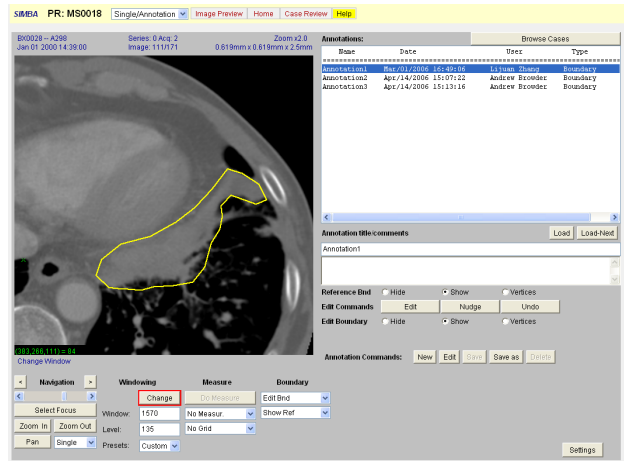 SIMBA PR: MS0018 Single/Annotation Image Preview Home Case Review Help
BX0028 -- A298 Series: 0 Acq: 2 Zoom x2.0
Jan 01 2000 14:39:00 Image: 111/171 0.619mm x 0.619mm x 2.5mm
Annotations: Browse Cases
Name Date User Type
Annotation1 Mar/01/2006 16:49:06 Lijuan Zhang Boundary
Annotation2 Apr/14/2006 15:07:22 Andrew Browder Boundary
Annotation3 Apr/14/2006 15:13:16 Andrew Browder Boundary
Annotation title/comments Load Load-Next
Annotation1
Reference Bnd Hide Show Vertices
Edit Commands Edit Nudge Undo
Edit Boundary Hide Show Vertices
(383,266,111) = 84
Change Window
Annotation Commands: New Edit Save Save as Delete
< Navigation > Windowing Measure Boundary
Change Do Measure Edit Bnd
Select Focus Window: 1570 No Measur. Show Ref
Zoom In Zoom Out Level: 135 No Grid
Pan Single Presets: Custom
Settings